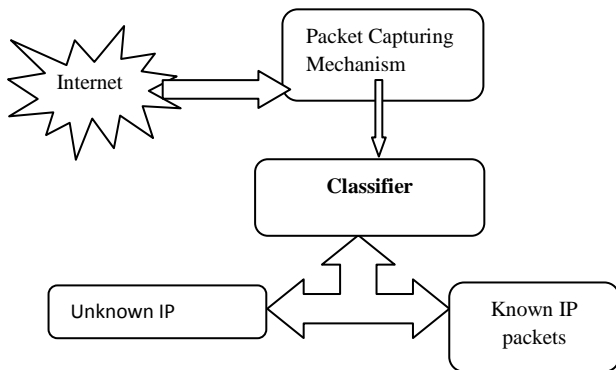 Packet Capturing
Mechanism
Internet
Classifier
Unknown IP
Known IP
packets